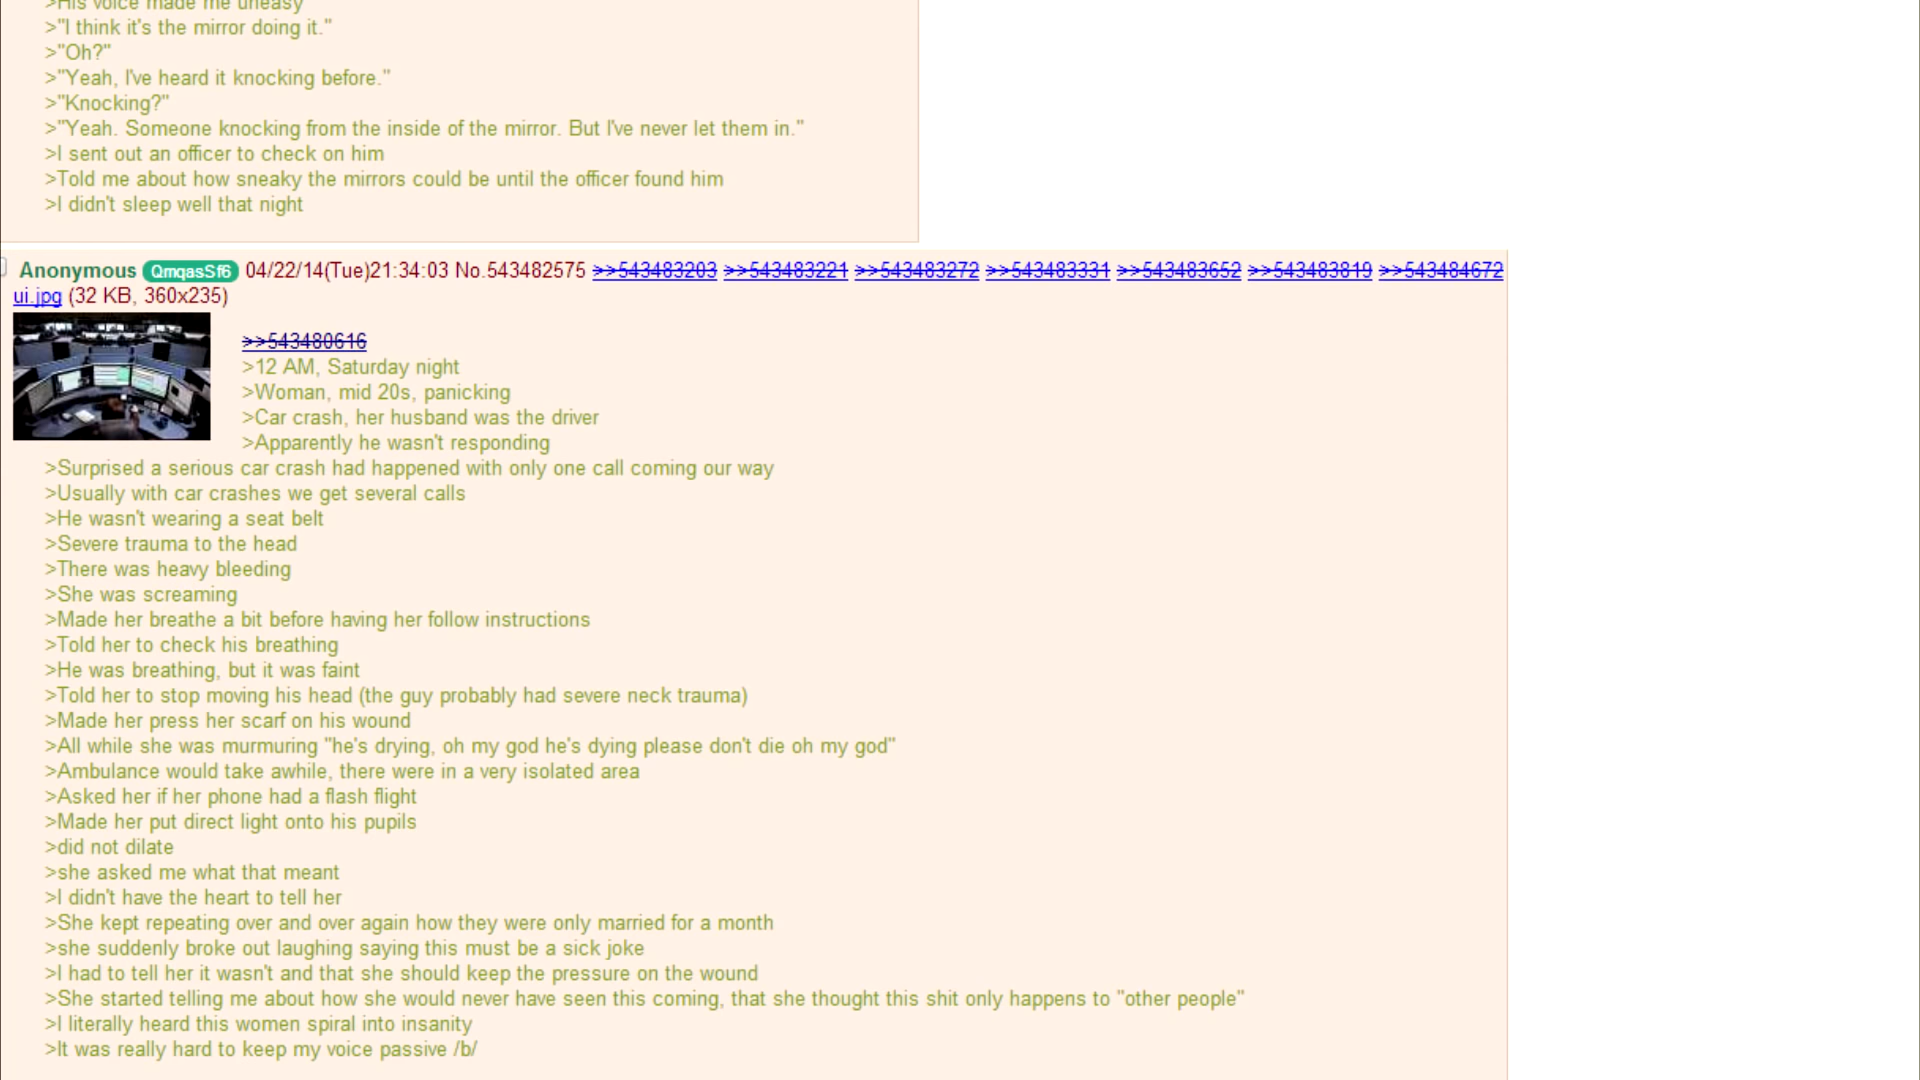 >His voice made me uneasy
>"I think it's the mirror doing it."
>"Oh?"
>"Yeah, I've heard it knocking before."
>"Knocking?"
>"Yeah. Someone knocking from the inside of the mirror. But I've never let them in."
>I sent out an officer to check on him
>Told me about how sneaky the mirrors could be until the officer found him
>I didn't sleep well that night
Anonymous QmqasSf6 04/22/14(Tue)21:34:03 No.543482575 >>543483203 >>543483221 >>543483272 >>543483331 >>543483652 >>543483819 >>543484672
ui.jpg (32 KB, 360x235)
>>543480616
>12 AM, Saturday night
>Woman, mid 20s, panicking
>Car crash, her husband was the driver
>Apparently he wasn't responding
>Surprised a serious car crash had happened with only one call coming our way
>Usually with car crashes we get several calls
>He wasn't wearing a seat belt
>Severe trauma to the head
>There was heavy bleeding
>She was screaming
>Made her breathe a bit before having her follow instructions
>Told her to check his breathing
>He was breathing, but it was faint
>Told her to stop moving his head (the guy probably had severe neck trauma)
>Made her press her scarf on his wound
>All while she was murmuring "he's drying, oh my god he's dying please don't die oh my god"
>Ambulance would take awhile, there were in a very isolated area
>Asked her if her phone had a flash flight
>Made her put direct light onto his pupils
>did not dilate
>she asked me what that meant
>I didn't have the heart to tell her
>She kept repeating over and over again how they were only married for a month
>she suddenly broke out laughing saying this must be a sick joke
>I had to tell her it wasn't and that she should keep the pressure on the wound
>She started telling me about how she would never have seen this coming, that she thought this shit only happens to "other people"
>I literally heard this women spiral into insanity
>It was really hard to keep my voice passive /b/